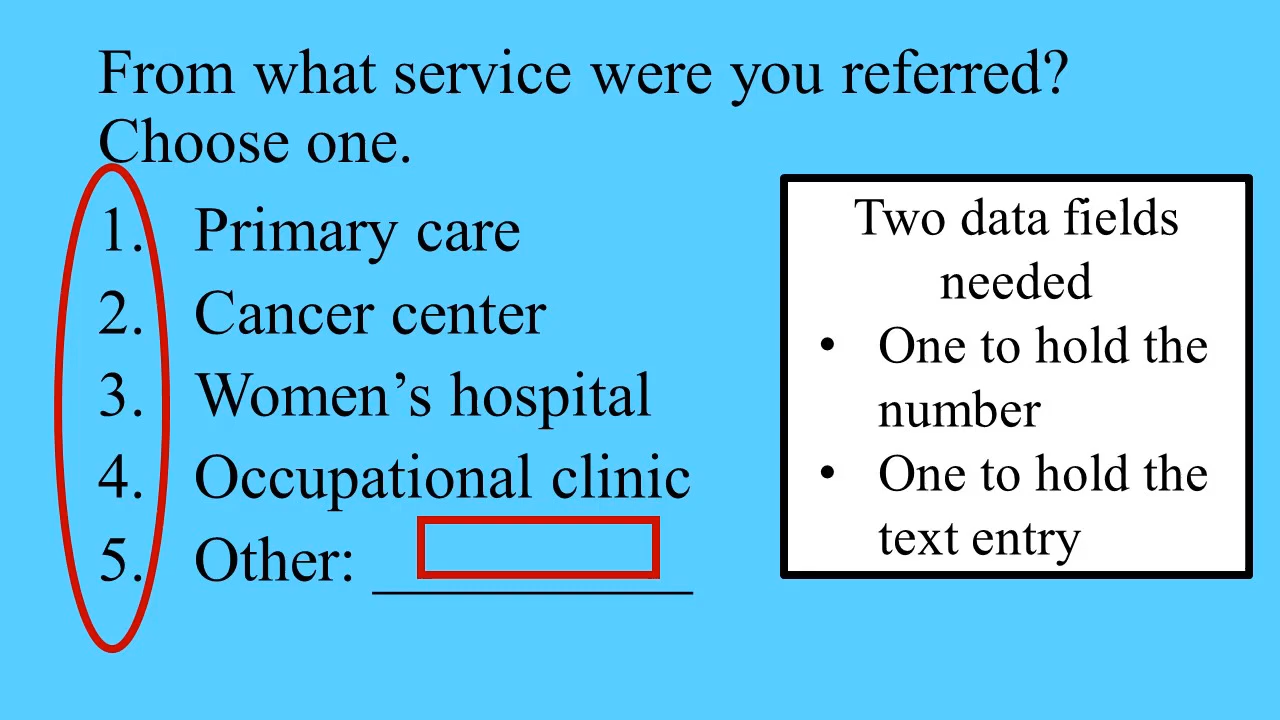 From what service were you referred?
Choose one.
1. Primary care
2. Cancer center
3. Women’s hospital
4. Occupational clinic
5. Other: ____________
Two data fields
needed
• One to hold the
number
• One to hold the
text entry